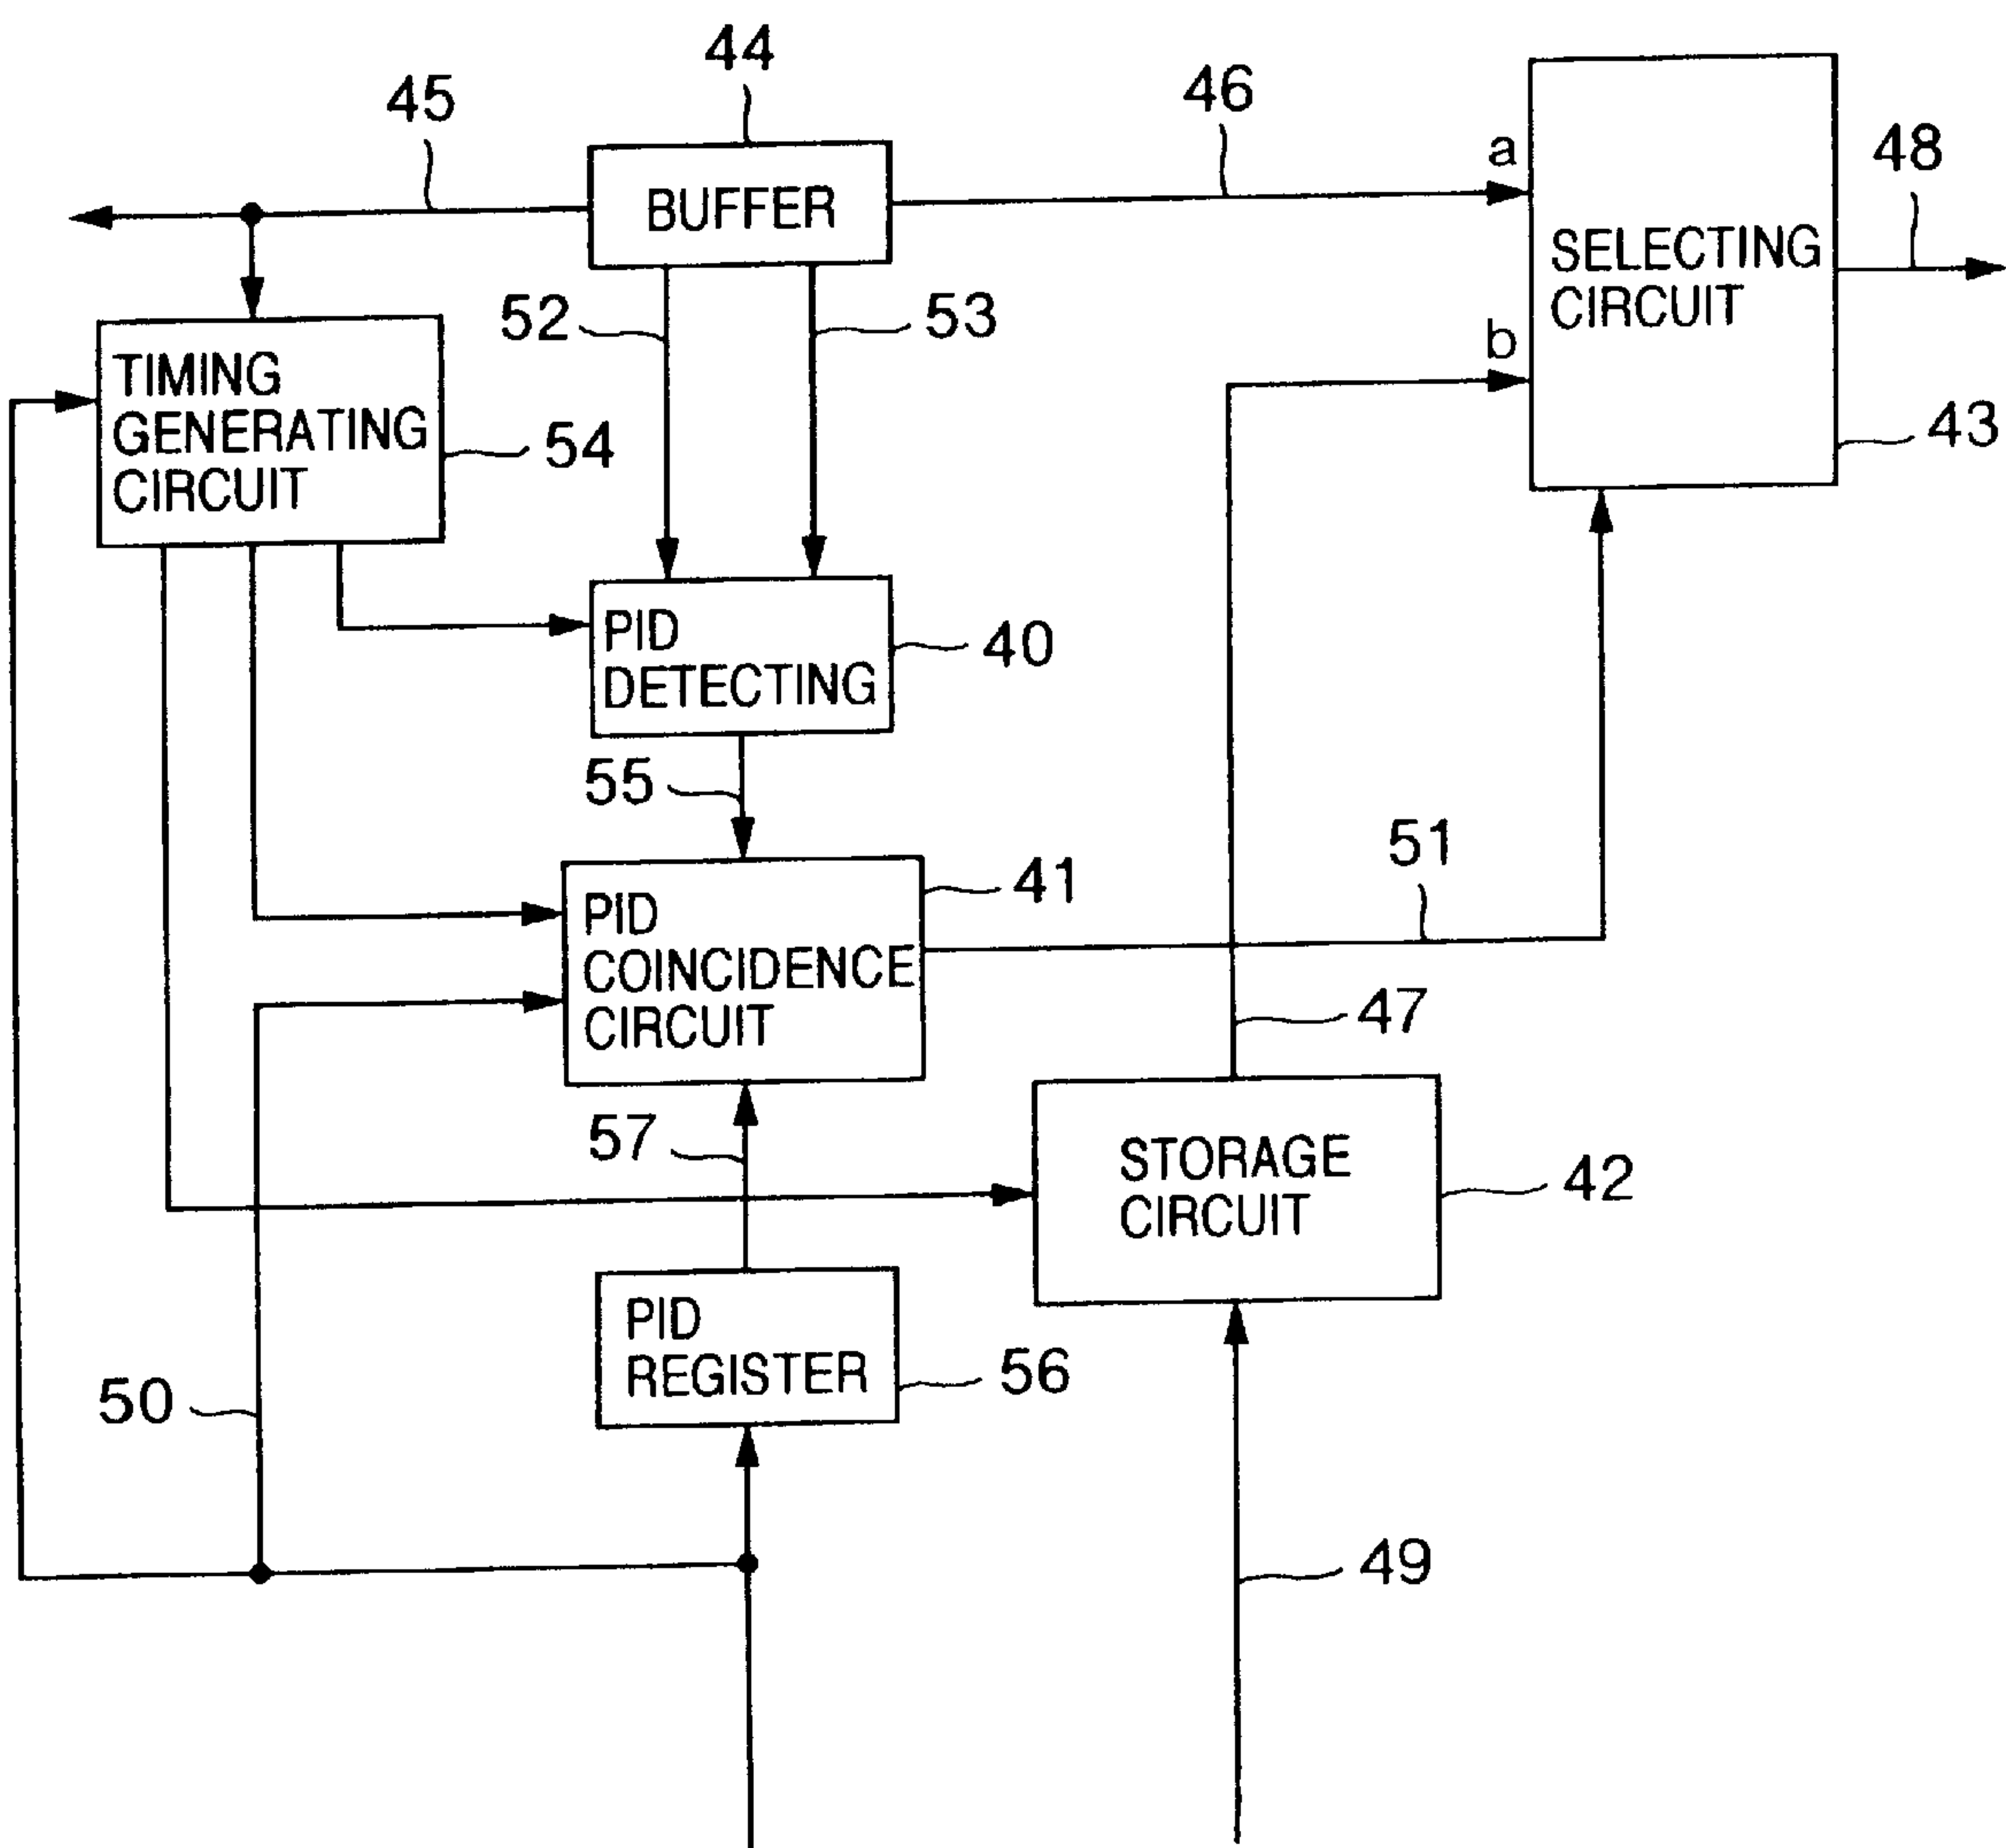 44
45
46
a
48
BUFFER
SELECTING
CIRCUIT
52
53
b
TIMING
GENERATING
CIRCUIT
54
43
PID
DETECTING
40
55
51
41
PID
COINCIDENCE
CIRCUIT
47
57
STORAGE
CIRCUIT
42
PID
REGISTER
56
50
49